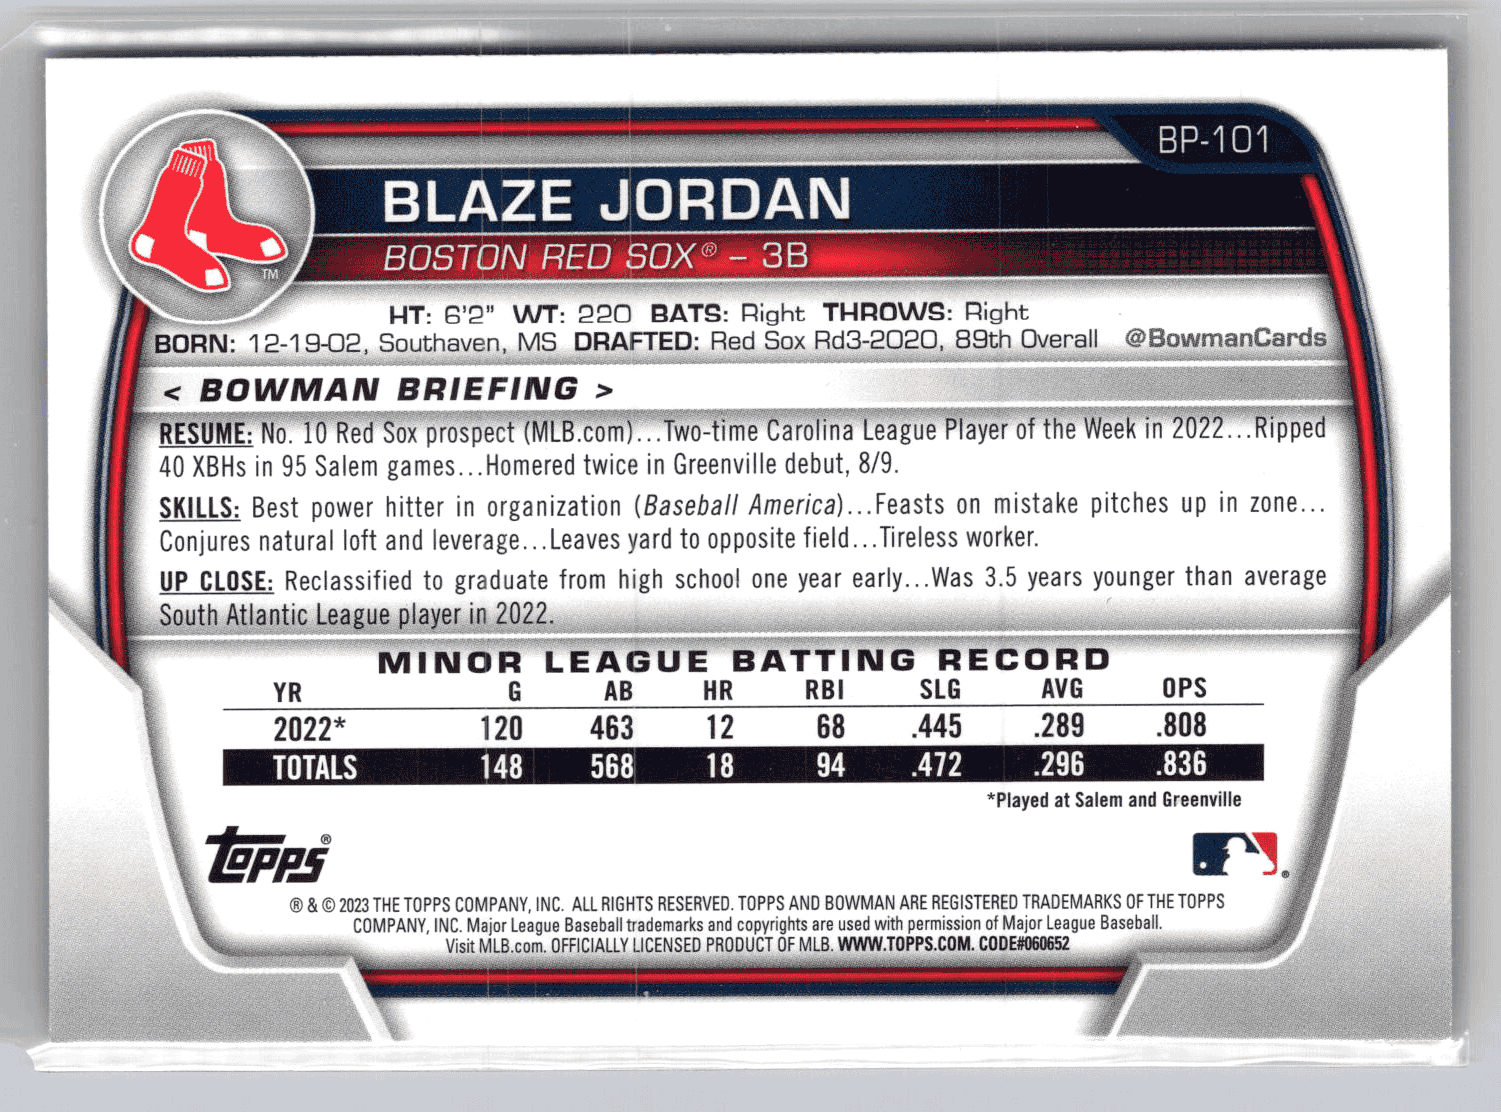 BP-101
BLAZE JORDAN
BOSTON RED SOX® – 3B
TM
HT: 6'2" WT: 220 BATS: Right THROWS: Right
BORN: 12-19-02, Southaven, MS DRAFTED: Red Sox Rd3-2020, 89th Overall @BowmanCards
< BOWMAN BRIEFING >
RESUME: No. 10 Red Sox prospect (MLB.com)...Two-time Carolina League Player of the Week in 2022...Ripped
40 XBHs in 95 Salem games...Homered twice in Greenville debut, 8/9.
SKILLS: Best power hitter in organization (Baseball America)...Feasts on mistake pitches up in zone...
Conjures natural loft and leverage...Leaves yard to opposite field...Tireless worker.
UP CLOSE: Reclassified to graduate from high school one year early...Was 3.5 years younger than average
South Atlantic League player in 2022.
MINOR LEAGUE BATTING RECORD
YR G AB HR RBI SLG AVG OPS
2022* 120 463 12 68 .445 .289 .808
TOTALS 148 568 18 94 .472 .296 .836
*Played at Salem and Greenville
topps®
®
® & © 2023 THE TOPPS COMPANY, INC. ALL RIGHTS RESERVED. TOPPS AND BOWMAN ARE REGISTERED TRADEMARKS OF THE TOPPS
COMPANY, INC. Major League Baseball trademarks and copyrights are used with permission of Major League Baseball.
Visit MLB.com. OFFICIALLY LICENSED PRODUCT OF MLB. WWW.TOPPS.COM. CODE#060652